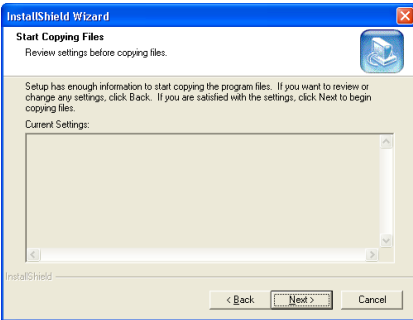 InstallShield Wizard
Start Copying Files
Review settings before copying files.
Setup has enough information to start copying the program files. If you want to review or
change any settings, click Back. If you are satisfied with the settings, click Next to begin
copying files.
Current Settings:
InstallShield
< Back
Next >
Cancel